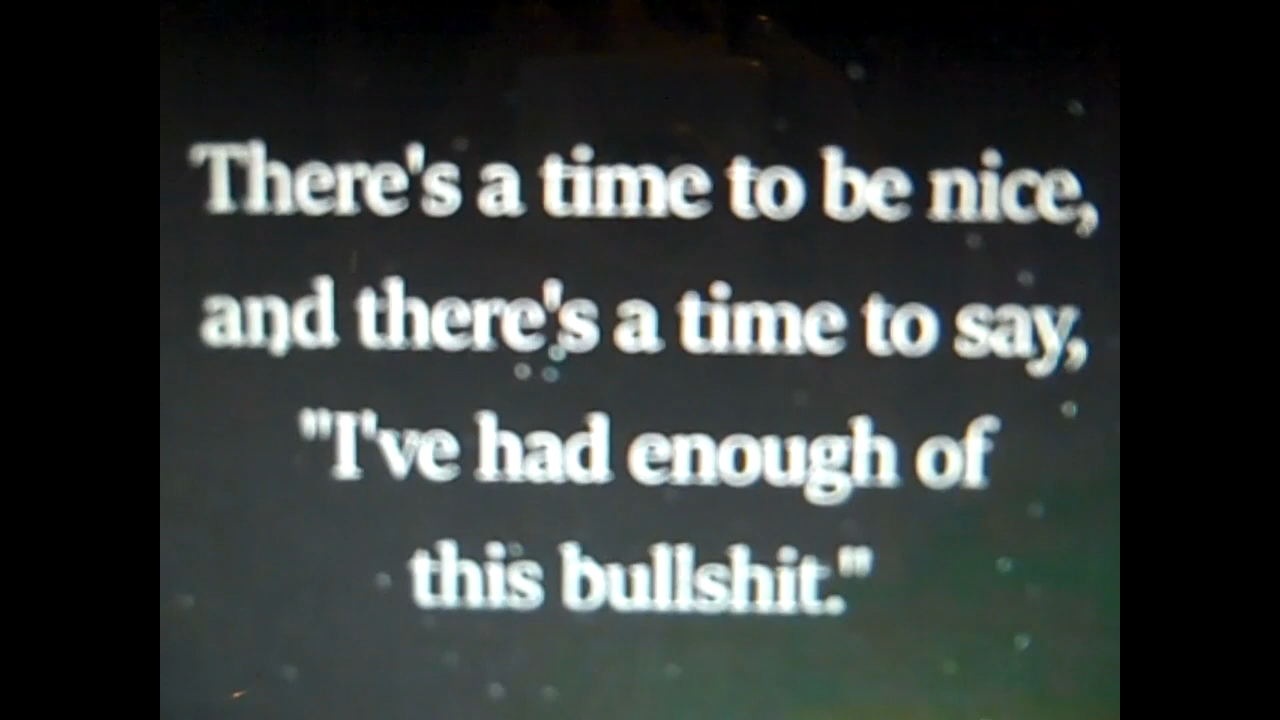 There's a time to be nice,
and there's a time to say,
"I've had enough of
this bullshit."